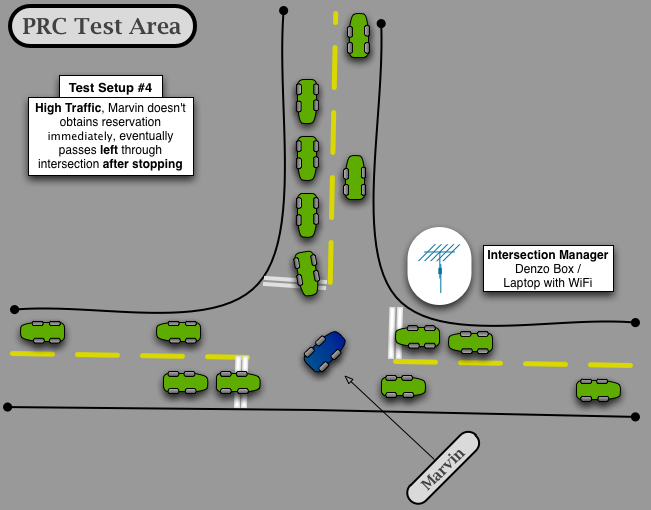 PRC Test Area
Test Setup #4
High Traffic, Marvin doesn't
obtains reservation
immediately, eventually
passes left through
intersection after stopping
Intersection Manager
Denzo Box /
Laptop with WiFi
Marvin